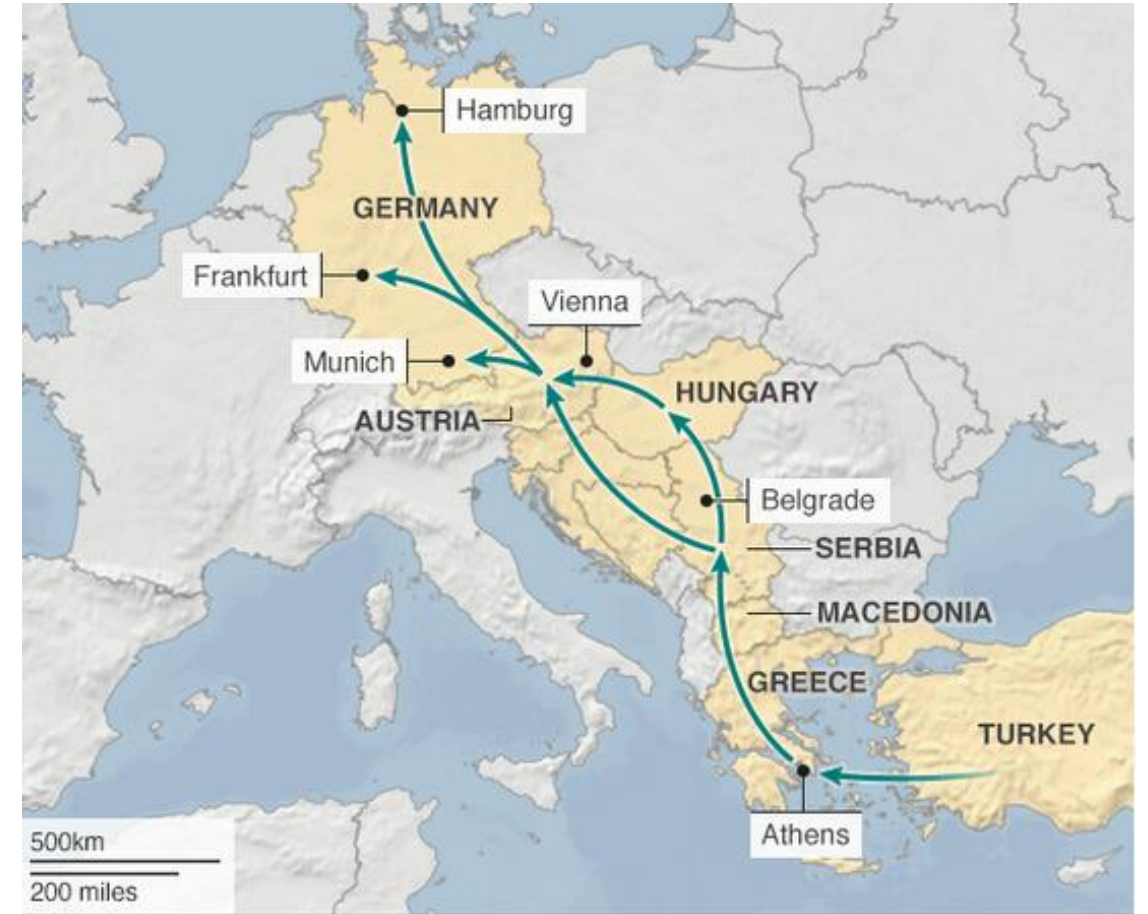 Hamburg
GERMANY
Frankfurt
Vienna
Munich
HUNGARY
AUSTRIA
Belgrade
SERBIA
MACEDONIA
GREECE
TURKEY
Athens
500km
200 miles